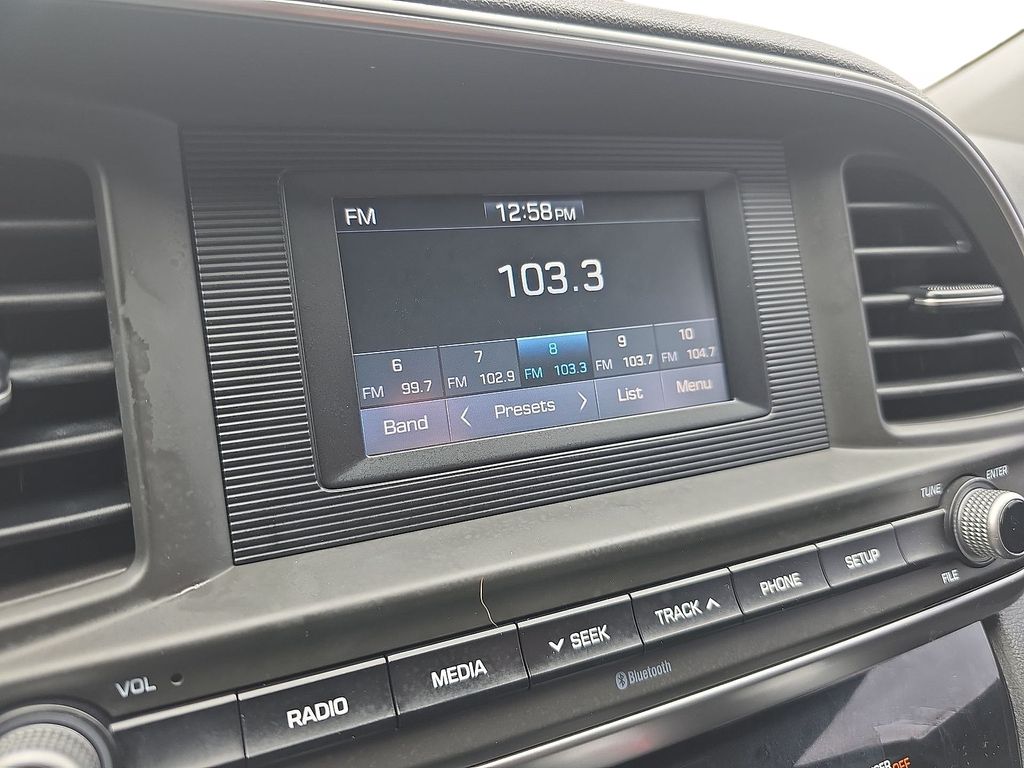 FM 12:58 PM
103.3
6 7 8 9 10
FM 99.7 FM 102.9 FM 103.3 FM 103.7 FM 104.7
Band < Presets > List Menu
ENTER
TUNE
FILE
VOL RADIO MEDIA SEEK TRACK PHONE SETUP
Bluetooth
OFF